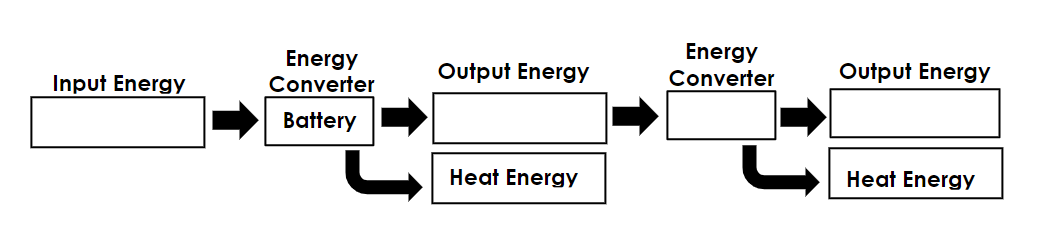 Input Energy
Energy
Converter
Battery
Output Energy
Heat Energy
Energy
Converter
Output Energy
Heat Energy